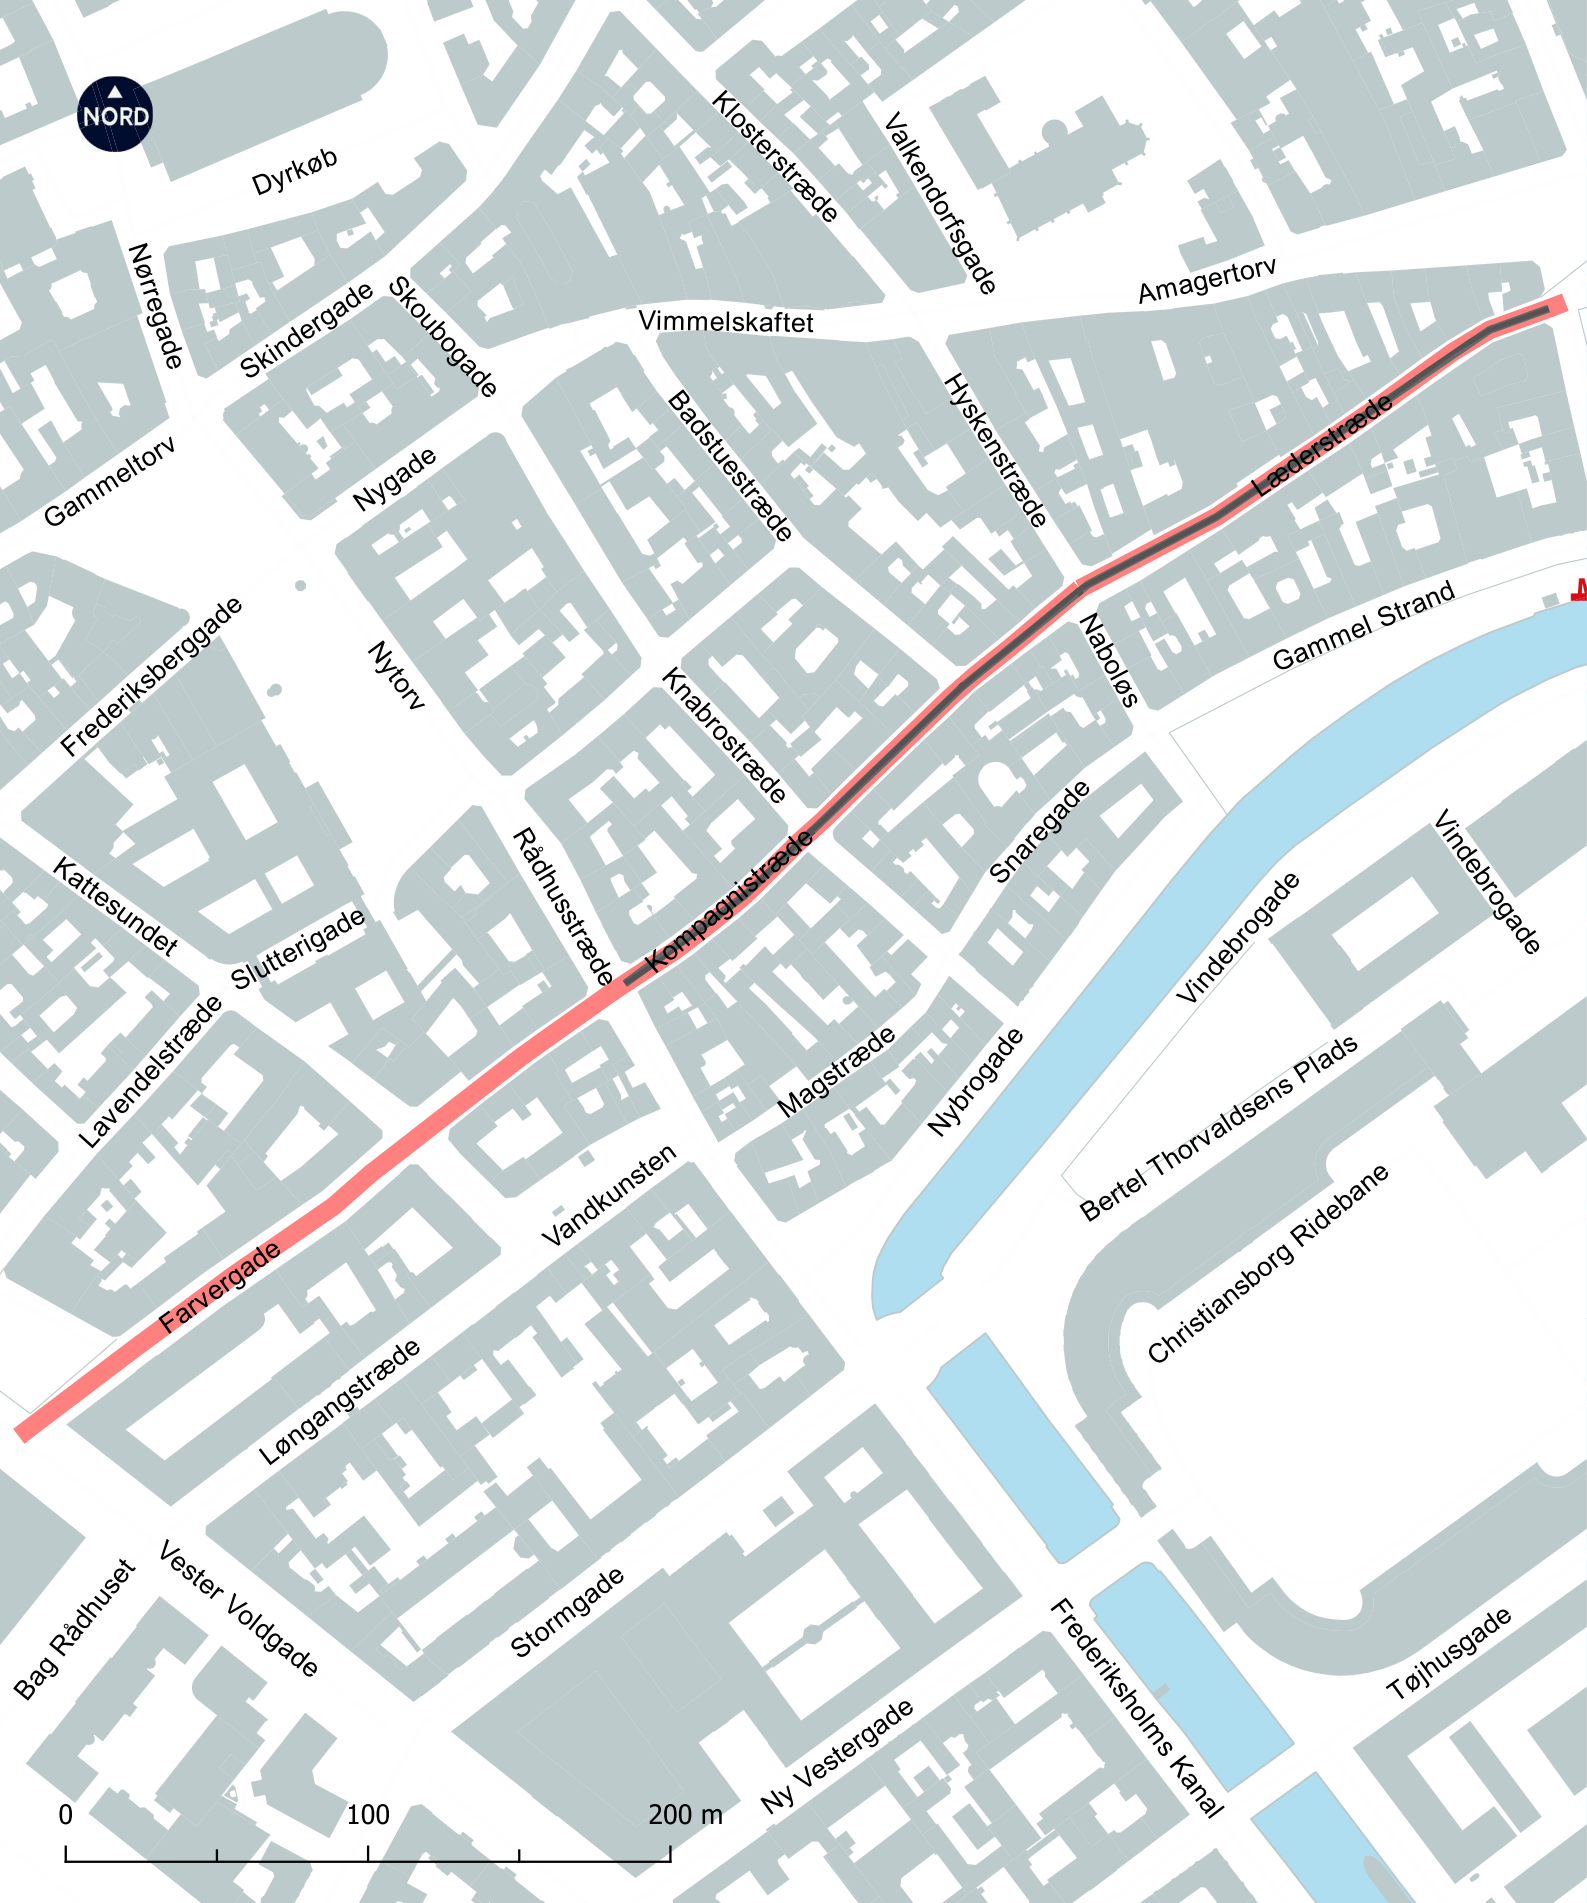 NORD
Dyrkøb
Klosterstræde
Valkendorfsgade
Nørregade
Skindergade
Skoubogade
Amagertorv
Vimmelskaftet
Gammeltorv
Nygade
Badstuestræde
Hyskenstræde
Læderstræde
Frederiksberggade
Nytorv
Knabrostræde
Naboløs
Gammel Strand
Snaregade
Rådhusstræde
Kompagnistræde
Kattesundet
Slutterigade
Lavendelstræde
Vindebrogade
Vindebrogade
Magstræde
Nybrogade
Bertel Thorvaldsens Plads
Christiansborg Ridebane
Vandkunsten
Farvergade
Løngangstræde
Vester Voldgade
Bag Rådhuset
Stormgade
Frederiksholms Kanal
Tøjhusgade
Ny Vestergade
0 100 200 m